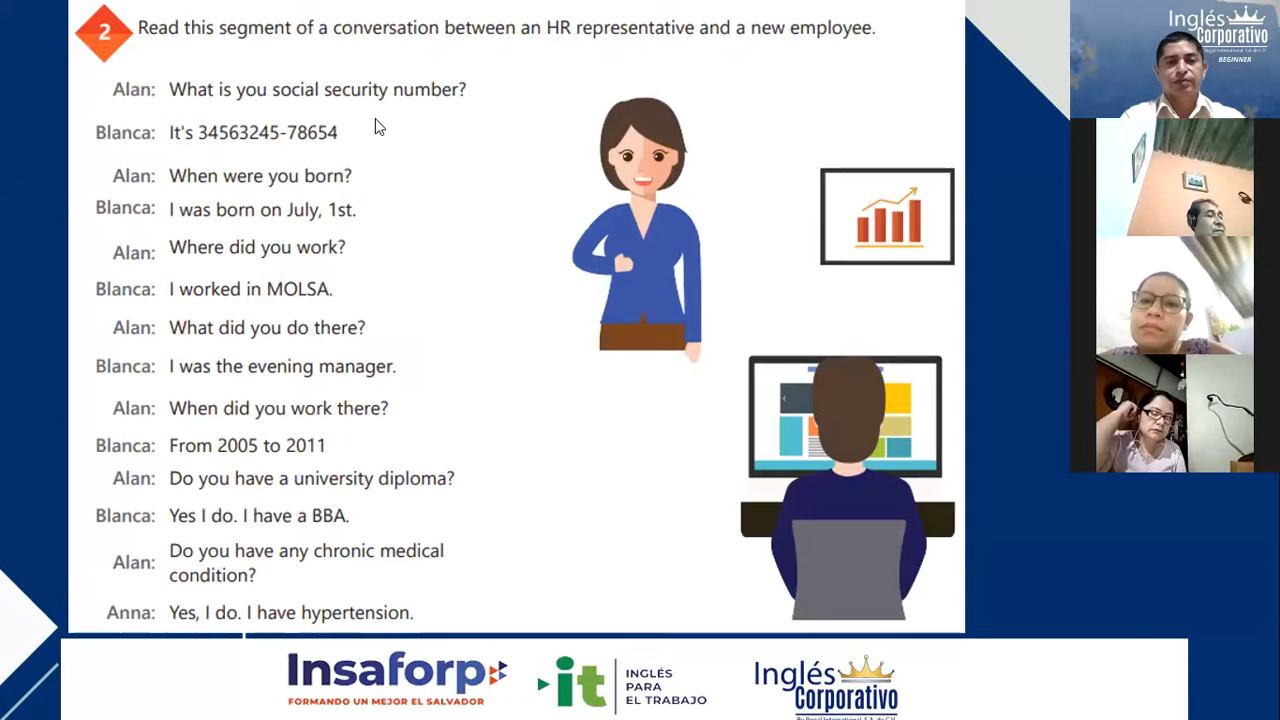 2
Read this segment of a conversation between an HR representative and a new employee.
Alan: What is you social security number?
Blanca: It's 34563245-78654
Alan: When were you born?
Blanca: I was born on July, 1st.
Alan: Where did you work?
Blanca: I worked in MOLSA.
Alan: What did you do there?
Blanca: I was the evening manager.
Alan: When did you work there?
Blanca: From 2005 to 2011
Alan: Do you have a university diploma?
Blanca: Yes I do. I have a BBA.
Alan: Do you have any chronic medical
condition?
Anna: Yes, I do. I have hypertension.
Inglés
Corporativo
BEGINNER
Insaforp
FORMANDO UN MEJOR EL SALVADOR
it
INGLÉS
PARA
EL TRABAJO
Inglés
Corporativo